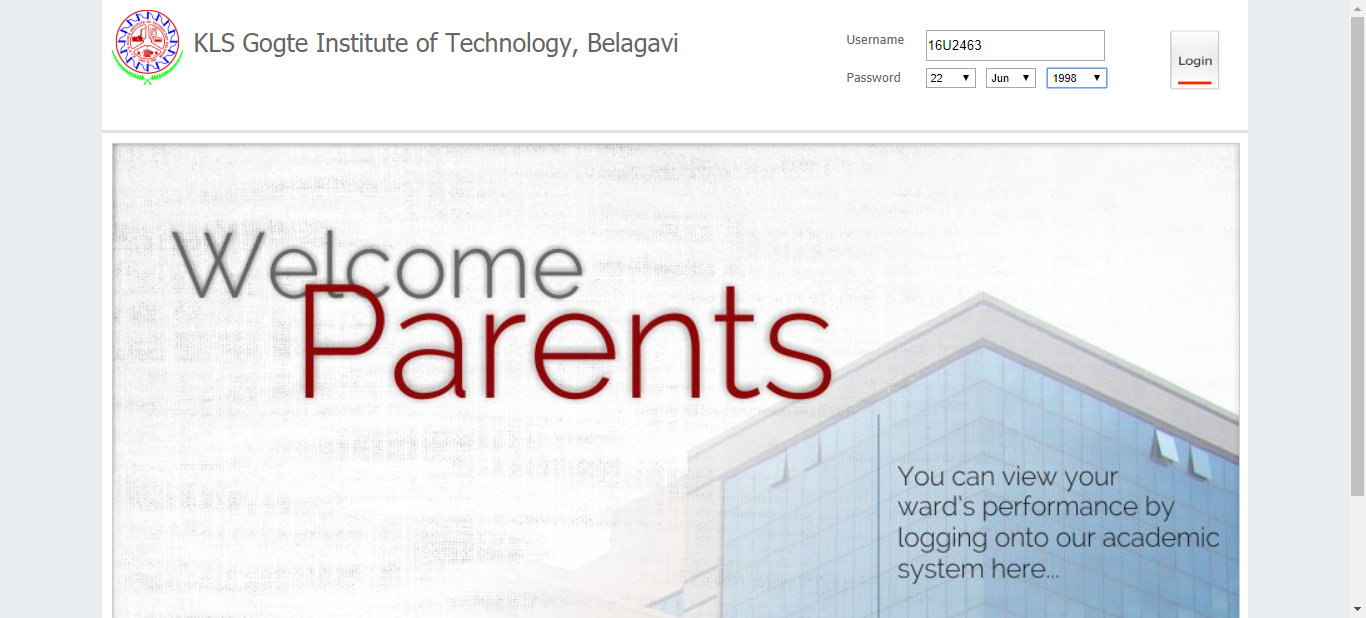 KLS Gogte Institute of Technology, Belagavi
Username 16U2463
Password 22 Jun 1998
Login
Welcome
Parents
You can view your
ward's performance by
logging onto our academic
system here...